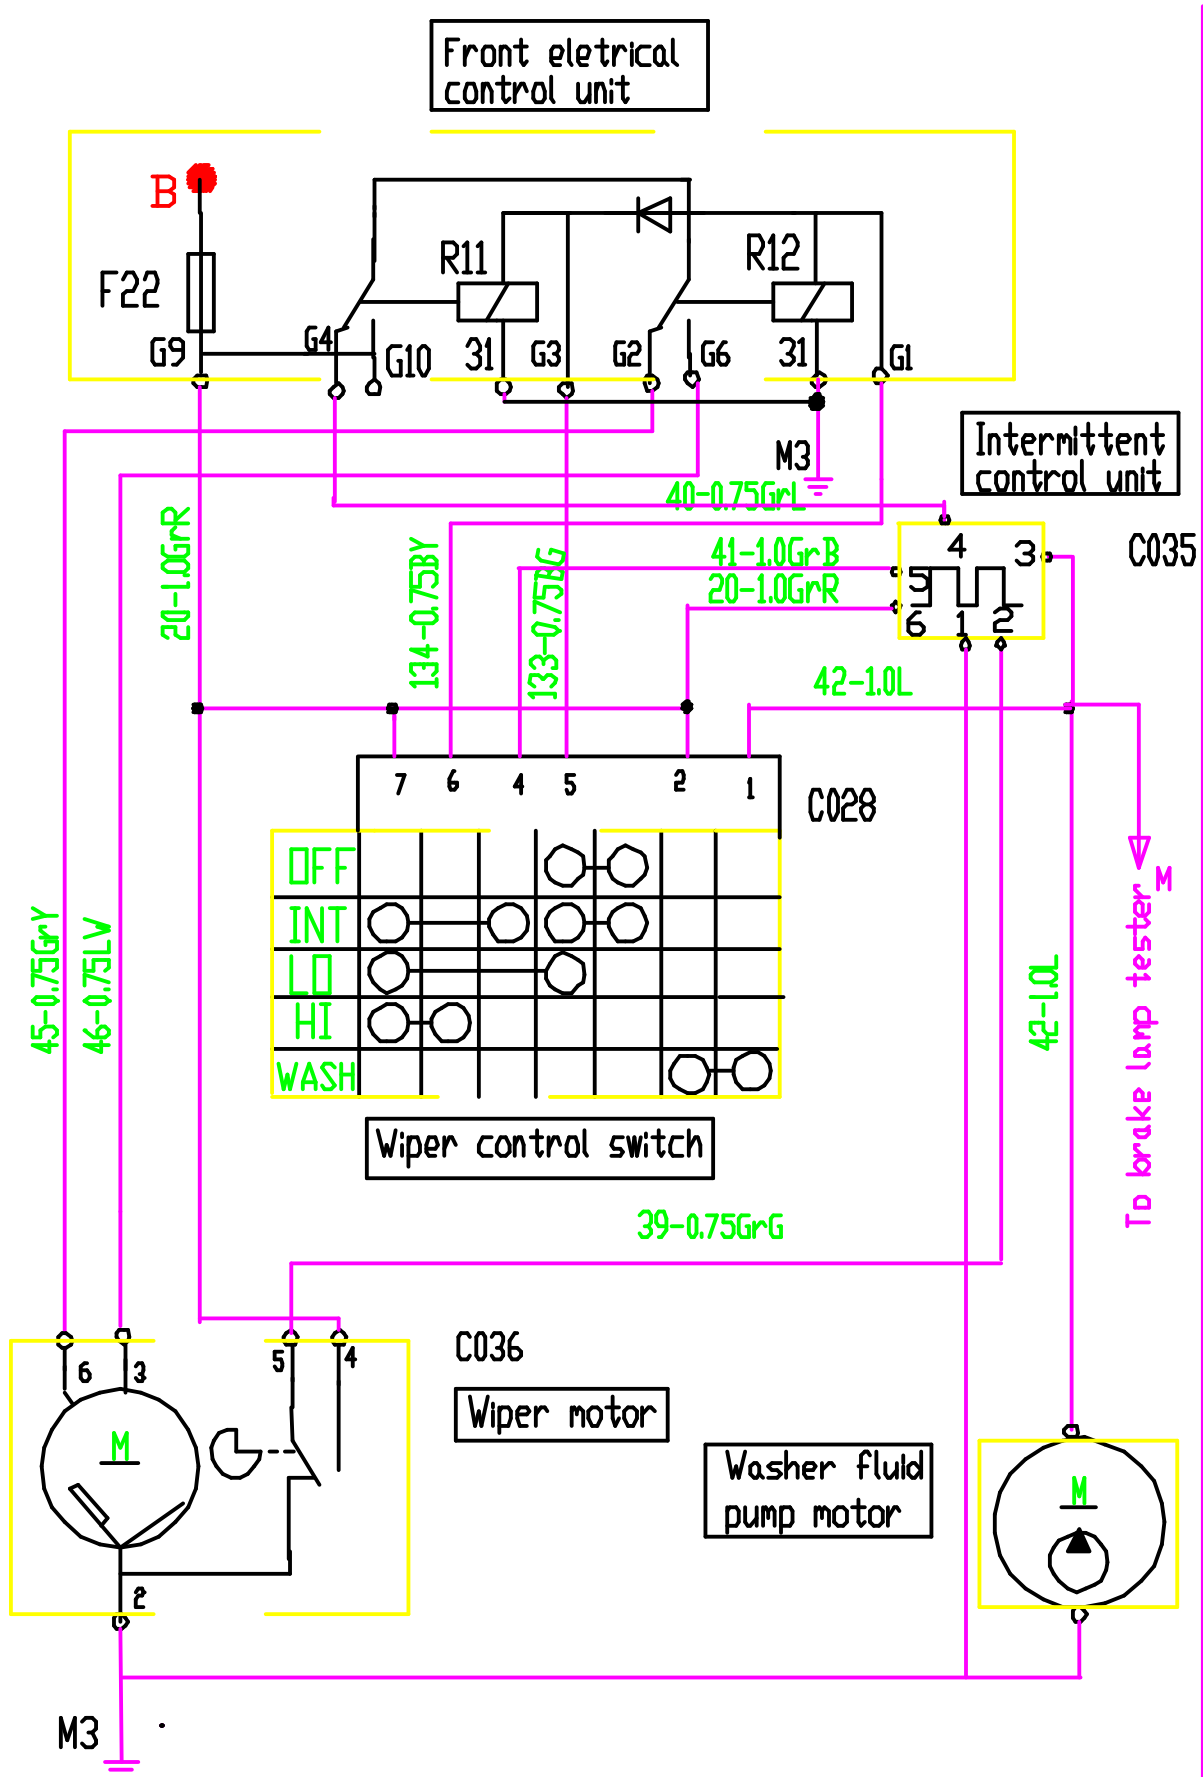 Front eletrical
control unit
B
F22
R11
R12
G9
G4
G10
31
G3
G2
G6
31
G1
M3
Intermittent
control unit
40-0.75GrL
C035
41-1.0GrB
20-1.0GrR
4
3
5
6
1
2
20-1.0GrR
134-0.75BY
133-0.75BG
42-1.0L
7
6
4
5
2
1
C028
OFF
INT
LO
HI
WASH
Wiper control switch
45-0.75GrY
46-0.75LW
42-1.0L
To brake lamp tester
M
39-0.75GrG
6
3
5
4
C036
M
Wiper motor
Washer fluid
pump motor
M
2
M3